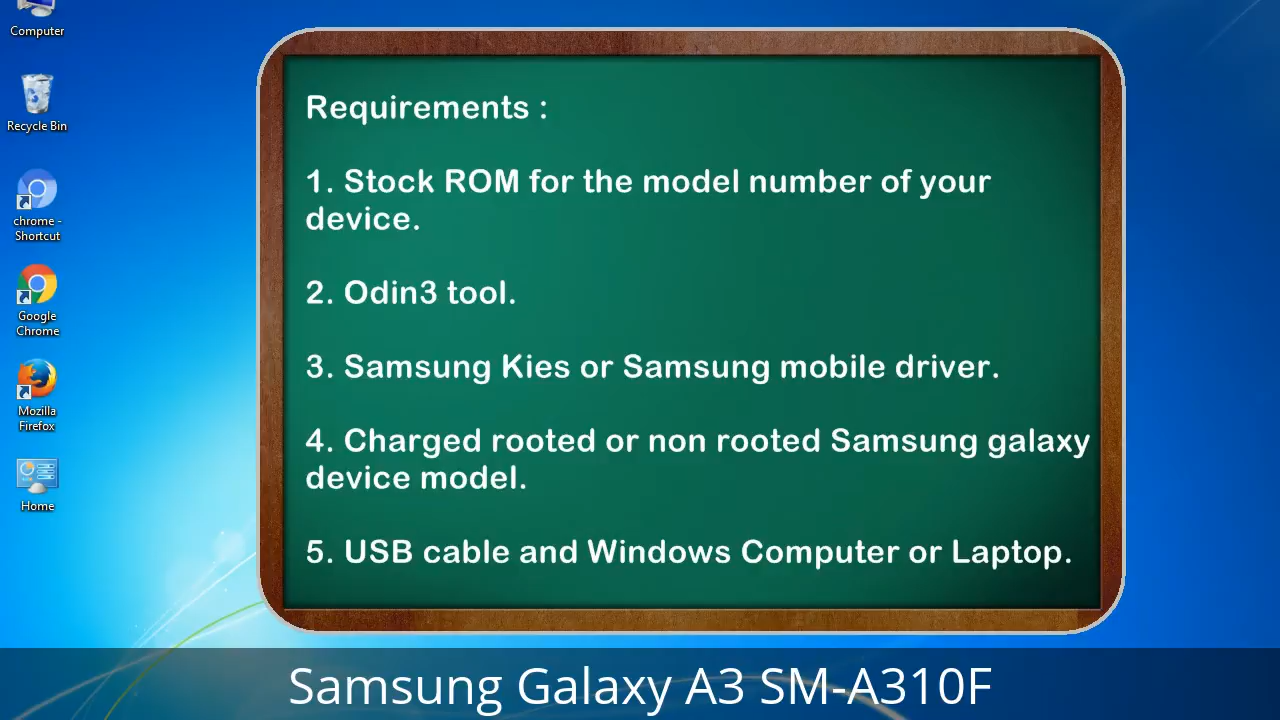 Computer
Recycle Bin
chrome -
Shortcut
Google
Chrome
Mozilla
Firefox
Home
Requirements :
1. Stock ROM for the model number of your
device.
2. Odin3 tool.
3. Samsung Kies or Samsung mobile driver.
4. Charged rooted or non rooted Samsung galaxy
device model.
5. USB cable and Windows Computer or Laptop.
Samsung Galaxy A3 SM-A310F